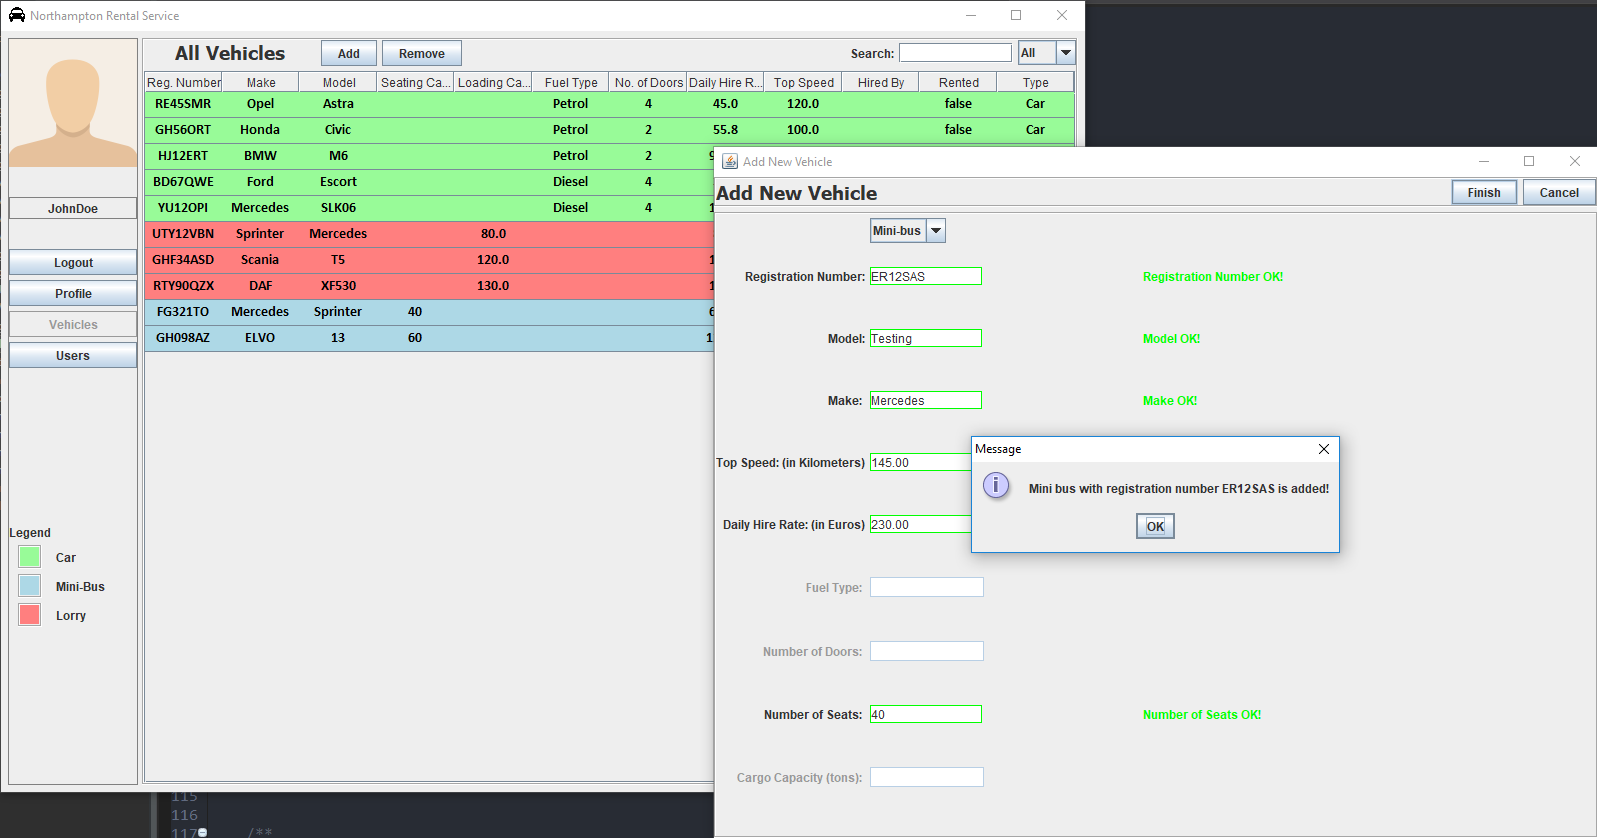 Northampton Rental Service
All Vehicles Add Remove Search: All
Reg. Number Make Model Seating Ca... Loading Ca... Fuel Type No. of Doors Daily Hire R... Top Speed Hired By Rented Type
RE45SMR Opel Astra Petrol 4 45.0 120.0 false Car
GH56ORT Honda Civic Petrol 2 55.8 100.0 false Car
HJ12ERT BMW M6 Petrol 2
BD67QWE Ford Escort Diesel 4
YU12OPI Mercedes SLK06 Diesel 4
UTY12VBN Sprinter Mercedes 80.0
GHF34ASD Scania T5 120.0
RTY90QZX DAF XF530 130.0
FG321TO Mercedes Sprinter 40
GH098AZ ELVO 13 60
JohnDoe
Logout
Profile
Vehicles
Users
Legend
Car
Mini-Bus
Lorry
Add New Vehicle
Add New Vehicle Finish Cancel
Mini-bus
Registration Number: ER12SAS Registration Number OK!
Model: Testing Model OK!
Make: Mercedes Make OK!
Top Speed: (in Kilometers) 145.00
Daily Hire Rate: (in Euros) 230.00
Fuel Type:
Number of Doors:
Number of Seats: 40 Number of Seats OK!
Cargo Capacity (tons):
Message
Mini bus with registration number ER12SAS is added!
OK
115
116
117 /**